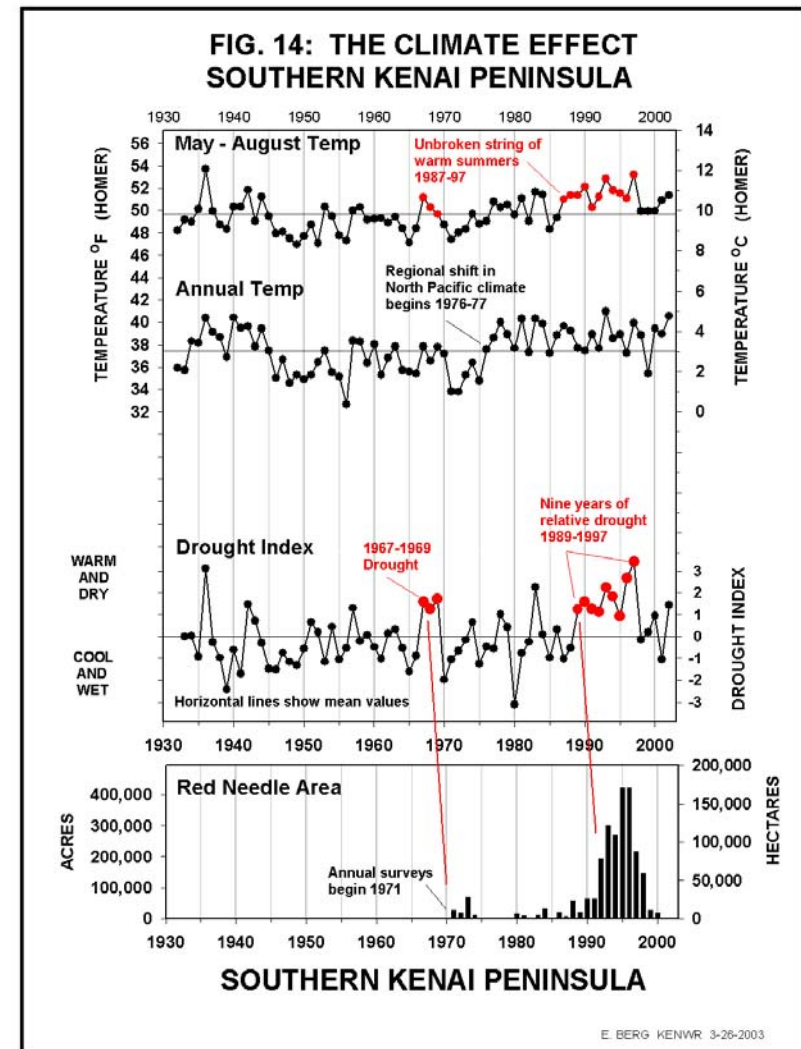 FIG. 14: THE CLIMATE EFFECT
SOUTHERN KENAI PENINSULA
1930 1940 1950 1960 1970 1980 1990 2000
May - August Temp
Unbroken string of
warm summers
1987-97
56
54
52
50
48
46
44
42
40
38
36
34
32
TEMPERATURE °F (HOMER)
14
12
10
8
6
4
2
0
TEMPERATURE °C (HOMER)
Regional shift in
North Pacific climate
begins 1976-77
Annual Temp
Nine years of
relative drought
1989-1997
1967-1969
Drought
Drought Index
WARM
AND
DRY
COOL
AND
WET
3
2
1
0
-1
-2
-3
DROUGHT INDEX
Horizontal lines show mean values
1930 1940 1950 1960 1970 1980 1990 2000
Red Needle Area
ACRES
400,000
300,000
200,000
100,000
0
200,000
150,000
100,000
50,000
0
HECTARES
Annual surveys
begin 1971
1930 1940 1950 1960 1970 1980 1990 2000
SOUTHERN KENAI PENINSULA
E. BERG KENWR 3-26-2003